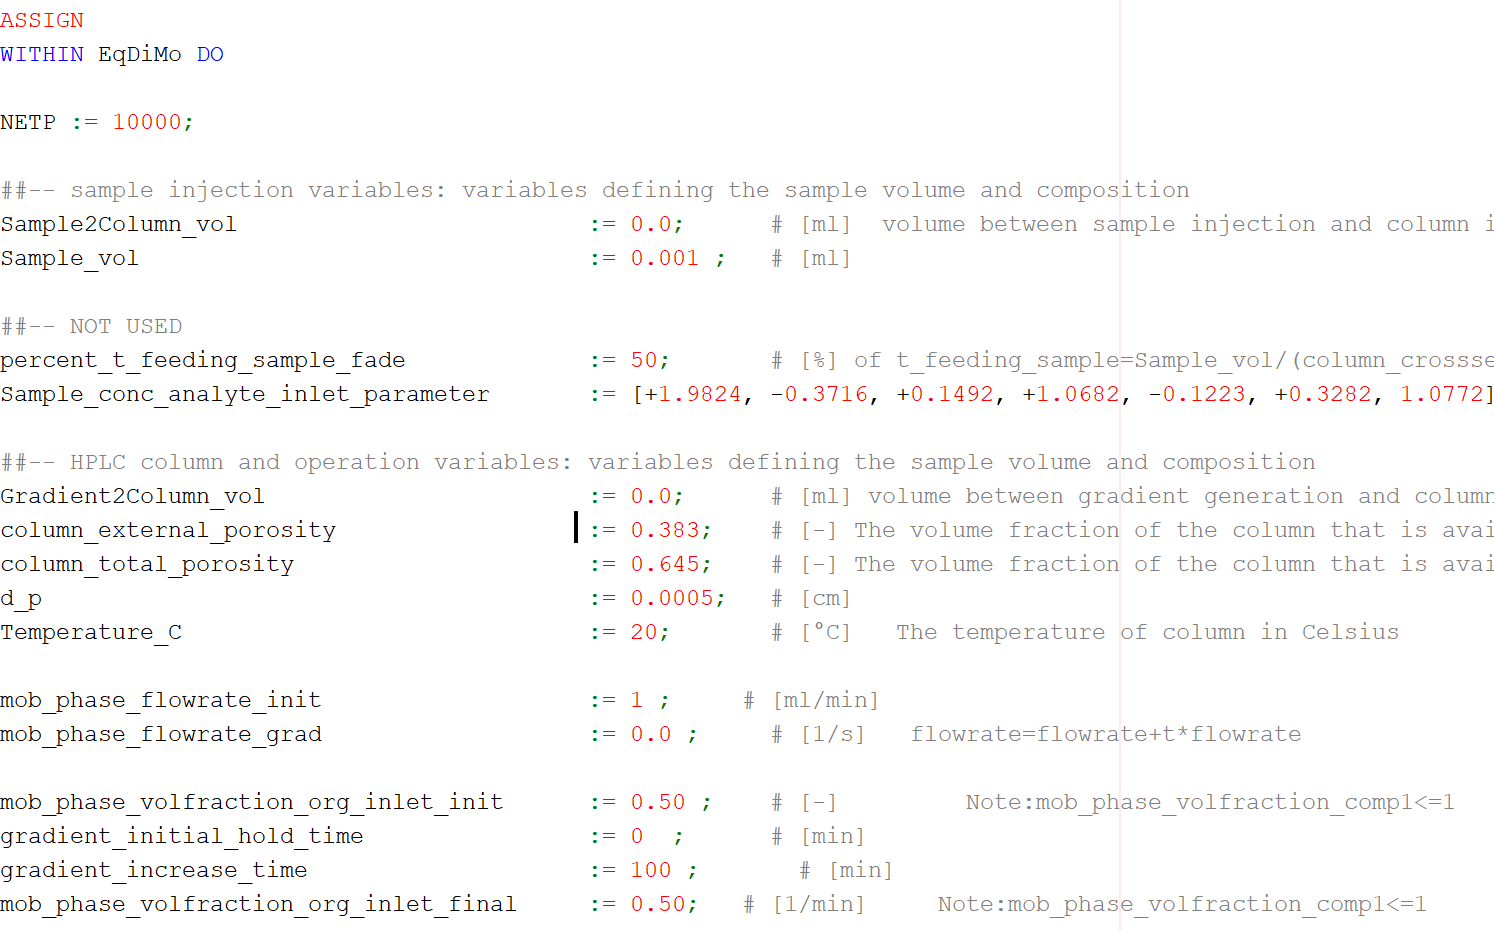 ASSIGN
WITHIN EqDiMo DO
NETP := 10000;
##-- sample injection variables: variables defining the sample volume and composition
Sample2Column_vol := 0.0; # [ml] volume between sample injection and column i
Sample_vol := 0.001 ; # [ml]
##-- NOT USED
percent_t_feeding_sample_fade := 50; # [%] of t_feeding_sample=Sample_vol/(column_crossse
Sample_conc_analyte_inlet_parameter := [+1.9824, -0.3716, +0.1492, +1.0682, -0.1223, +0.3282, 1.0772]
##-- HPLC column and operation variables: variables defining the sample volume and composition
Gradient2Column_vol := 0.0; # [ml] volume between gradient generation and column
column_external_porosity := 0.383; # [-] The volume fraction of the column that is avai
column_total_porosity := 0.645; # [-] The volume fraction of the column that is avai
d_p := 0.0005; # [cm]
Temperature_C := 20; # [°C] The temperature of column in Celsius
mob_phase_flowrate_init := 1 ; # [ml/min]
mob_phase_flowrate_grad := 0.0 ; # [1/s] flowrate=flowrate+t*flowrate
mob_phase_volfraction_org_inlet_init := 0.50 ; # [-] Note:mob_phase_volfraction_comp1<=1
gradient_initial_hold_time := 0 ; # [min]
gradient_increase_time := 100 ; # [min]
mob_phase_volfraction_org_inlet_final := 0.50; # [1/min] Note:mob_phase_volfraction_comp1<=1